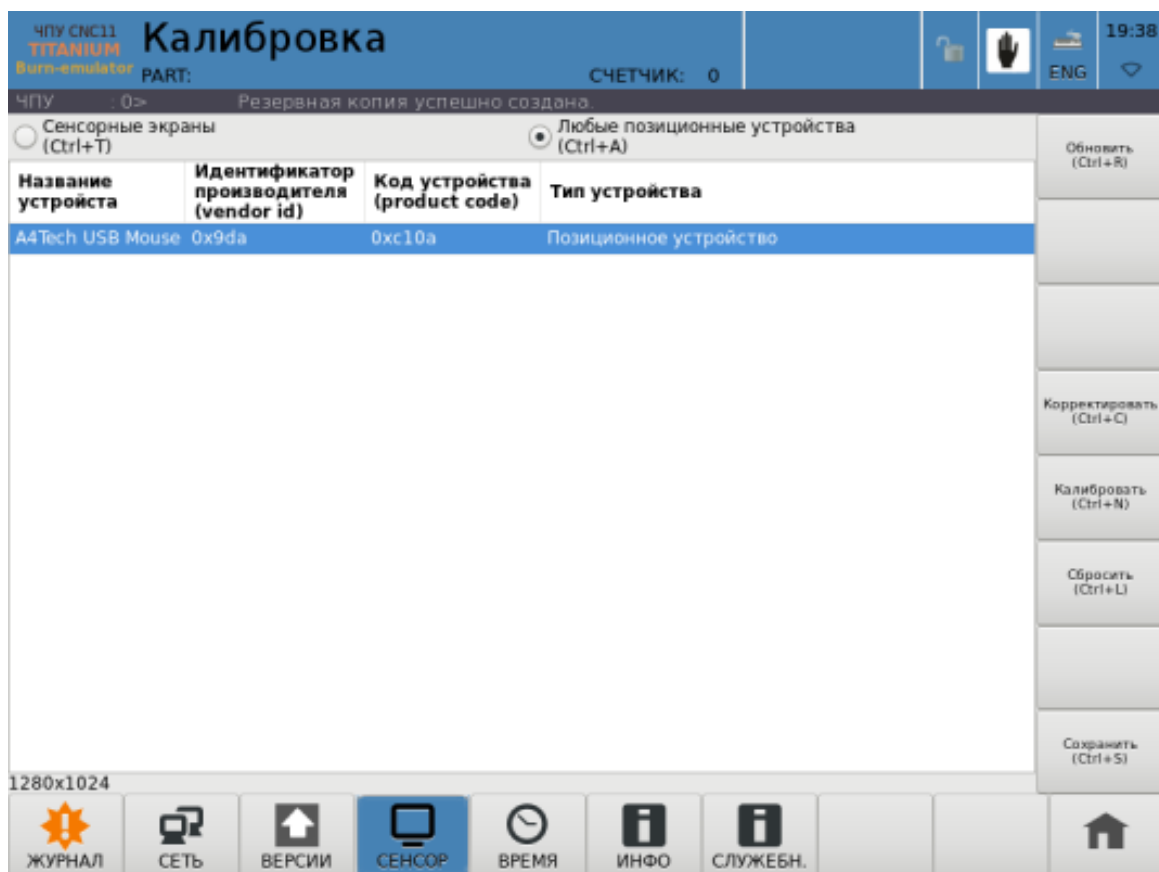 ЧПУ CNC11
TITANIUM
Burn-emulator
Калибровка
PART:
СЧЕТЧИК: 0
ENG
19:38
ЧПУ : 0> Резервная копия успешно создана.
Сенсорные экраны
(Ctrl+T)
Любые позиционные устройства
(Ctrl+A)
Название
устройста
Идентификатор
производителя
(vendor id)
Код устройства
(product code)
Тип устройства
A4Tech USB Mouse 0x9da 0xc10a Позиционное устройство
Обновить
(Ctrl+R)
Корректировать
(Ctrl+C)
Калибровать
(Ctrl+N)
Сбросить
(Ctrl+L)
Сохранить
(Ctrl+S)
1280x1024
ЖУРНАЛ СЕТЬ ВЕРСИИ СЕНСОР ВРЕМЯ ИНФО СЛУЖЕБН.